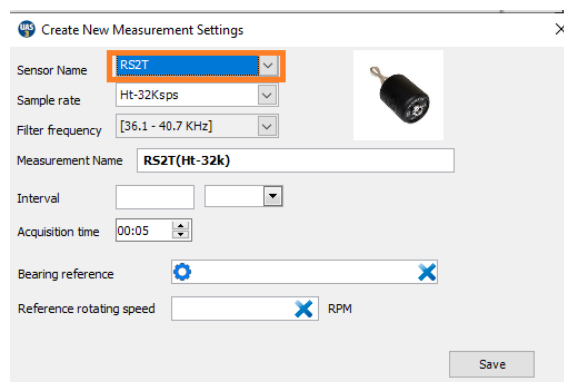 UAS Create New Measurement Settings
Sensor Name RS2T
Sample rate Ht-32Ksps
Filter frequency [36.1 - 40.7 KHz]
Measurement Name RS2T(Ht-32k)
Interval
Acquisition time 00:05
Bearing reference
Reference rotating speed RPM
Save